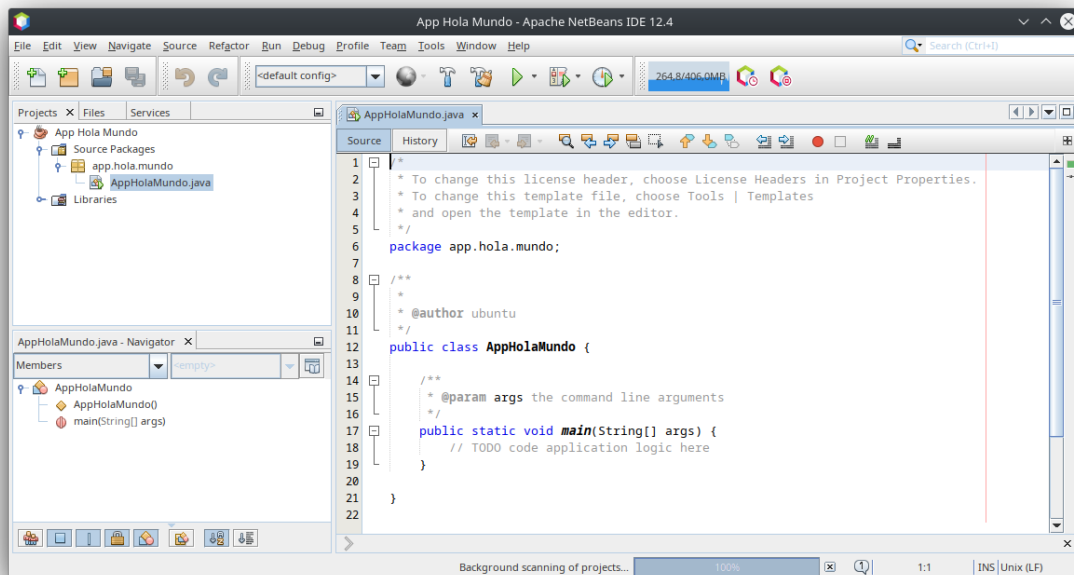 App Hola Mundo - Apache NetBeans IDE 12.4
File Edit View Navigate Source Refactor Run Debug Profile Team Tools Window Help
Search (Ctrl+I)
<default config>
264.8/406.0MB
Projects Files Services
App Hola Mundo
Source Packages
app.hola.mundo
AppHolaMundo.java
Libraries
AppHolaMundo.java - Navigator
Members
<empty>
AppHolaMundo
AppHolaMundo()
main(String[] args)
AppHolaMundo.java
Source History
1 /*
2 * To change this license header, choose License Headers in Project Properties.
3 * To change this template file, choose Tools | Templates
4 * and open the template in the editor.
5 */
6 package app.hola.mundo;
7
8 /**
9 *
10 * @author ubuntu
11 */
12 public class AppHolaMundo {
13
14 /**
15 * @param args the command line arguments
16 */
17 public static void main(String[] args) {
18 // TODO code application logic here
19 }
20
21 }
22
Background scanning of projects... 100% 1 1:1 INS Unix (LF)